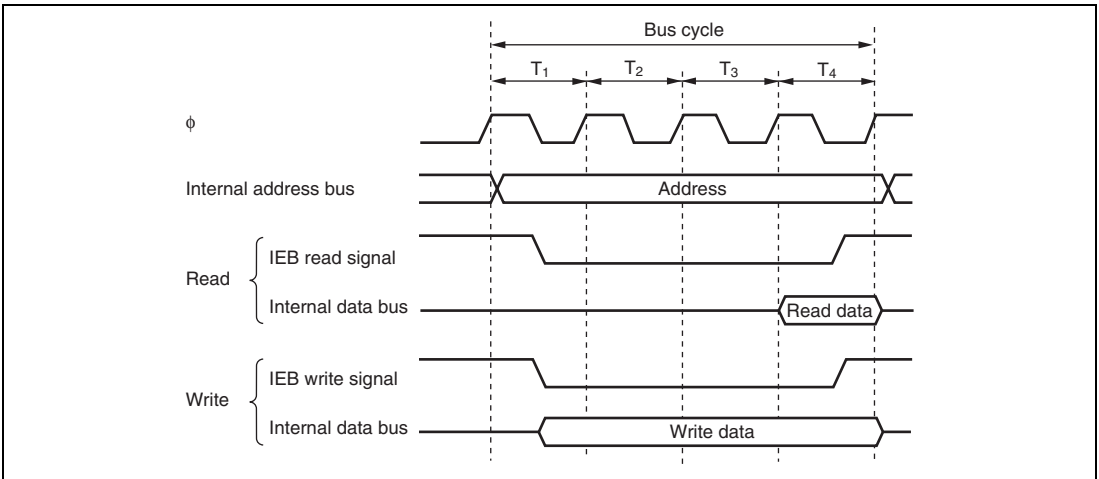 Bus cycle
T1 T2 T3 T4
φ
Internal address bus Address
Read
IEB read signal
Internal data bus Read data
Write
IEB write signal
Internal data bus Write data